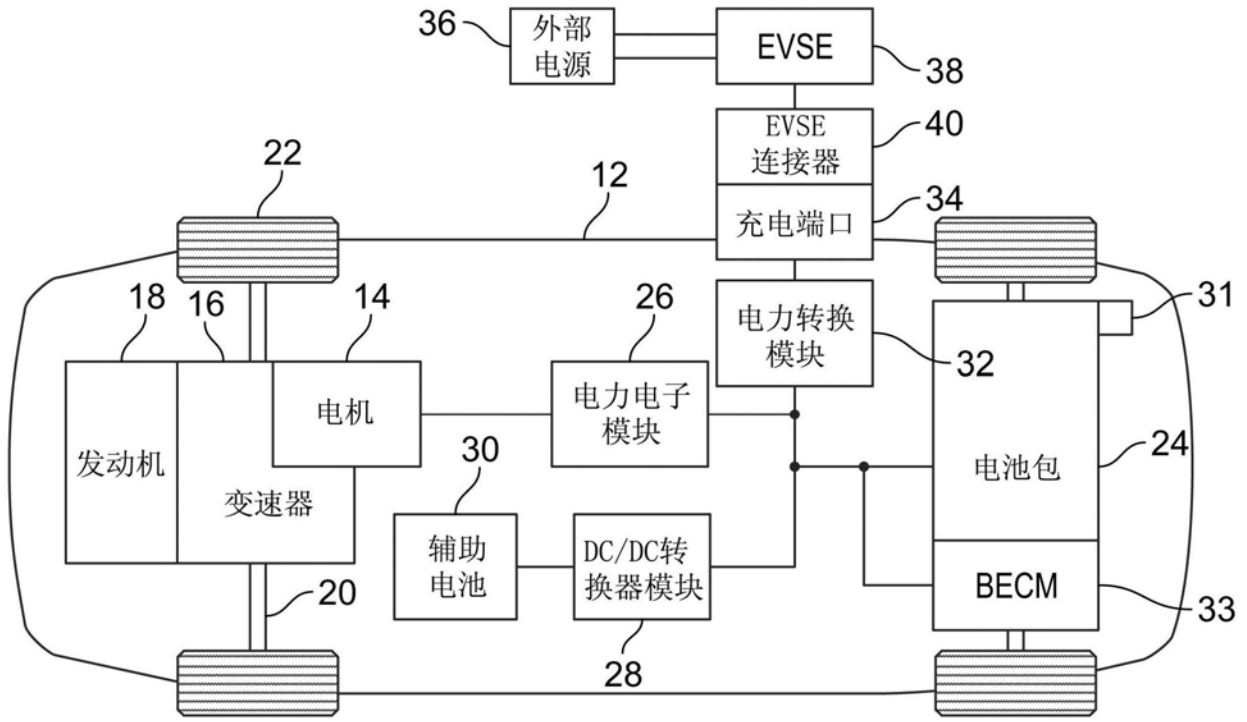 36
外部
电源
EVSE
38
EVSE
连接器
40
22
12
充电端口
34
18
16
14
26
电力转换
模块
32
31
电机
电力电子
模块
发动机
变速器
30
电池包
24
辅助
电池
DC/DC转
换器模块
BECM
33
20
28